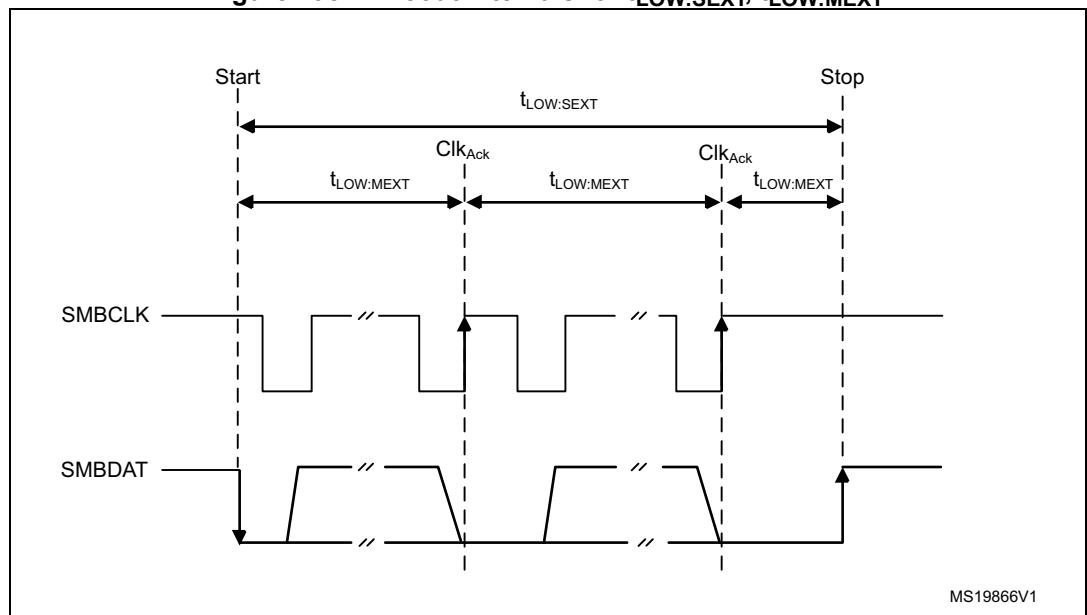 Start
Stop
tLOW:SEXT
ClkAck
ClkAck
tLOW:MEXT
tLOW:MEXT
tLOW:MEXT
SMBCLK
SMBDAT
MS19866V1